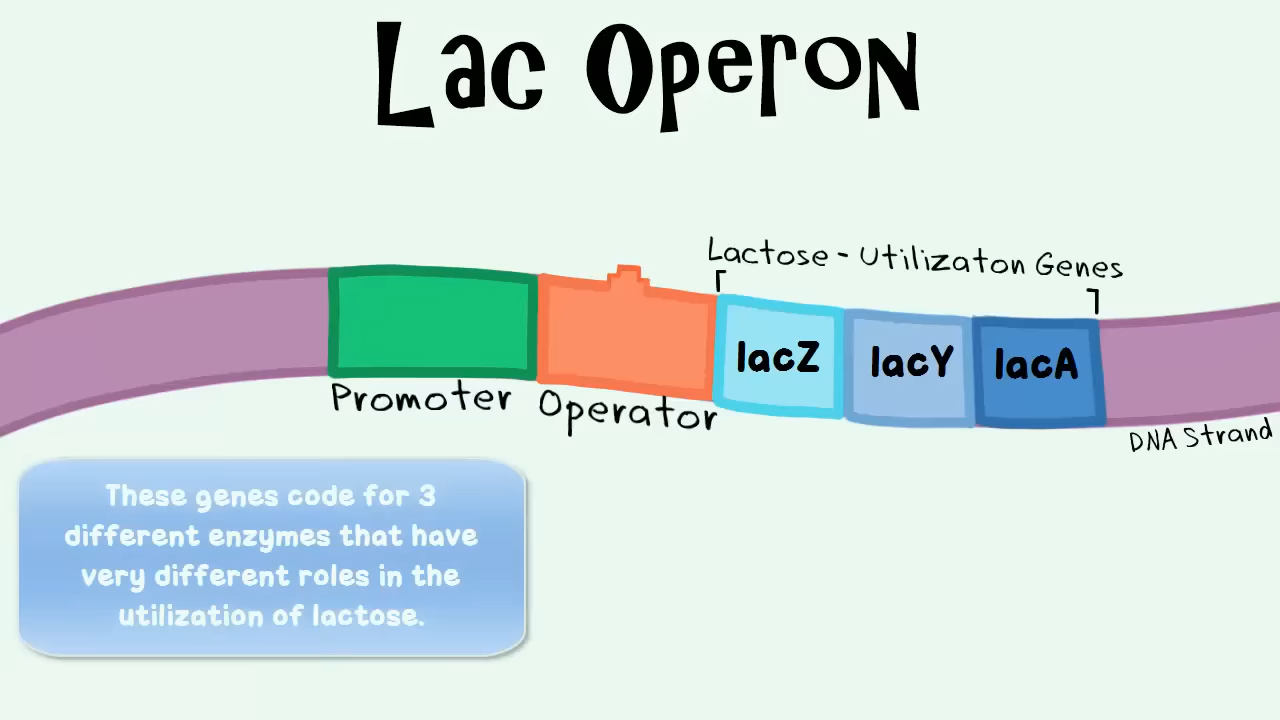 Lac Operon
Lactose - Utilizaton Genes
lacZ
lacY
lacA
Promoter
Operator
DNA Strand
These genes code for 3
different enzymes that have
very different roles in the
utilization of lactose.